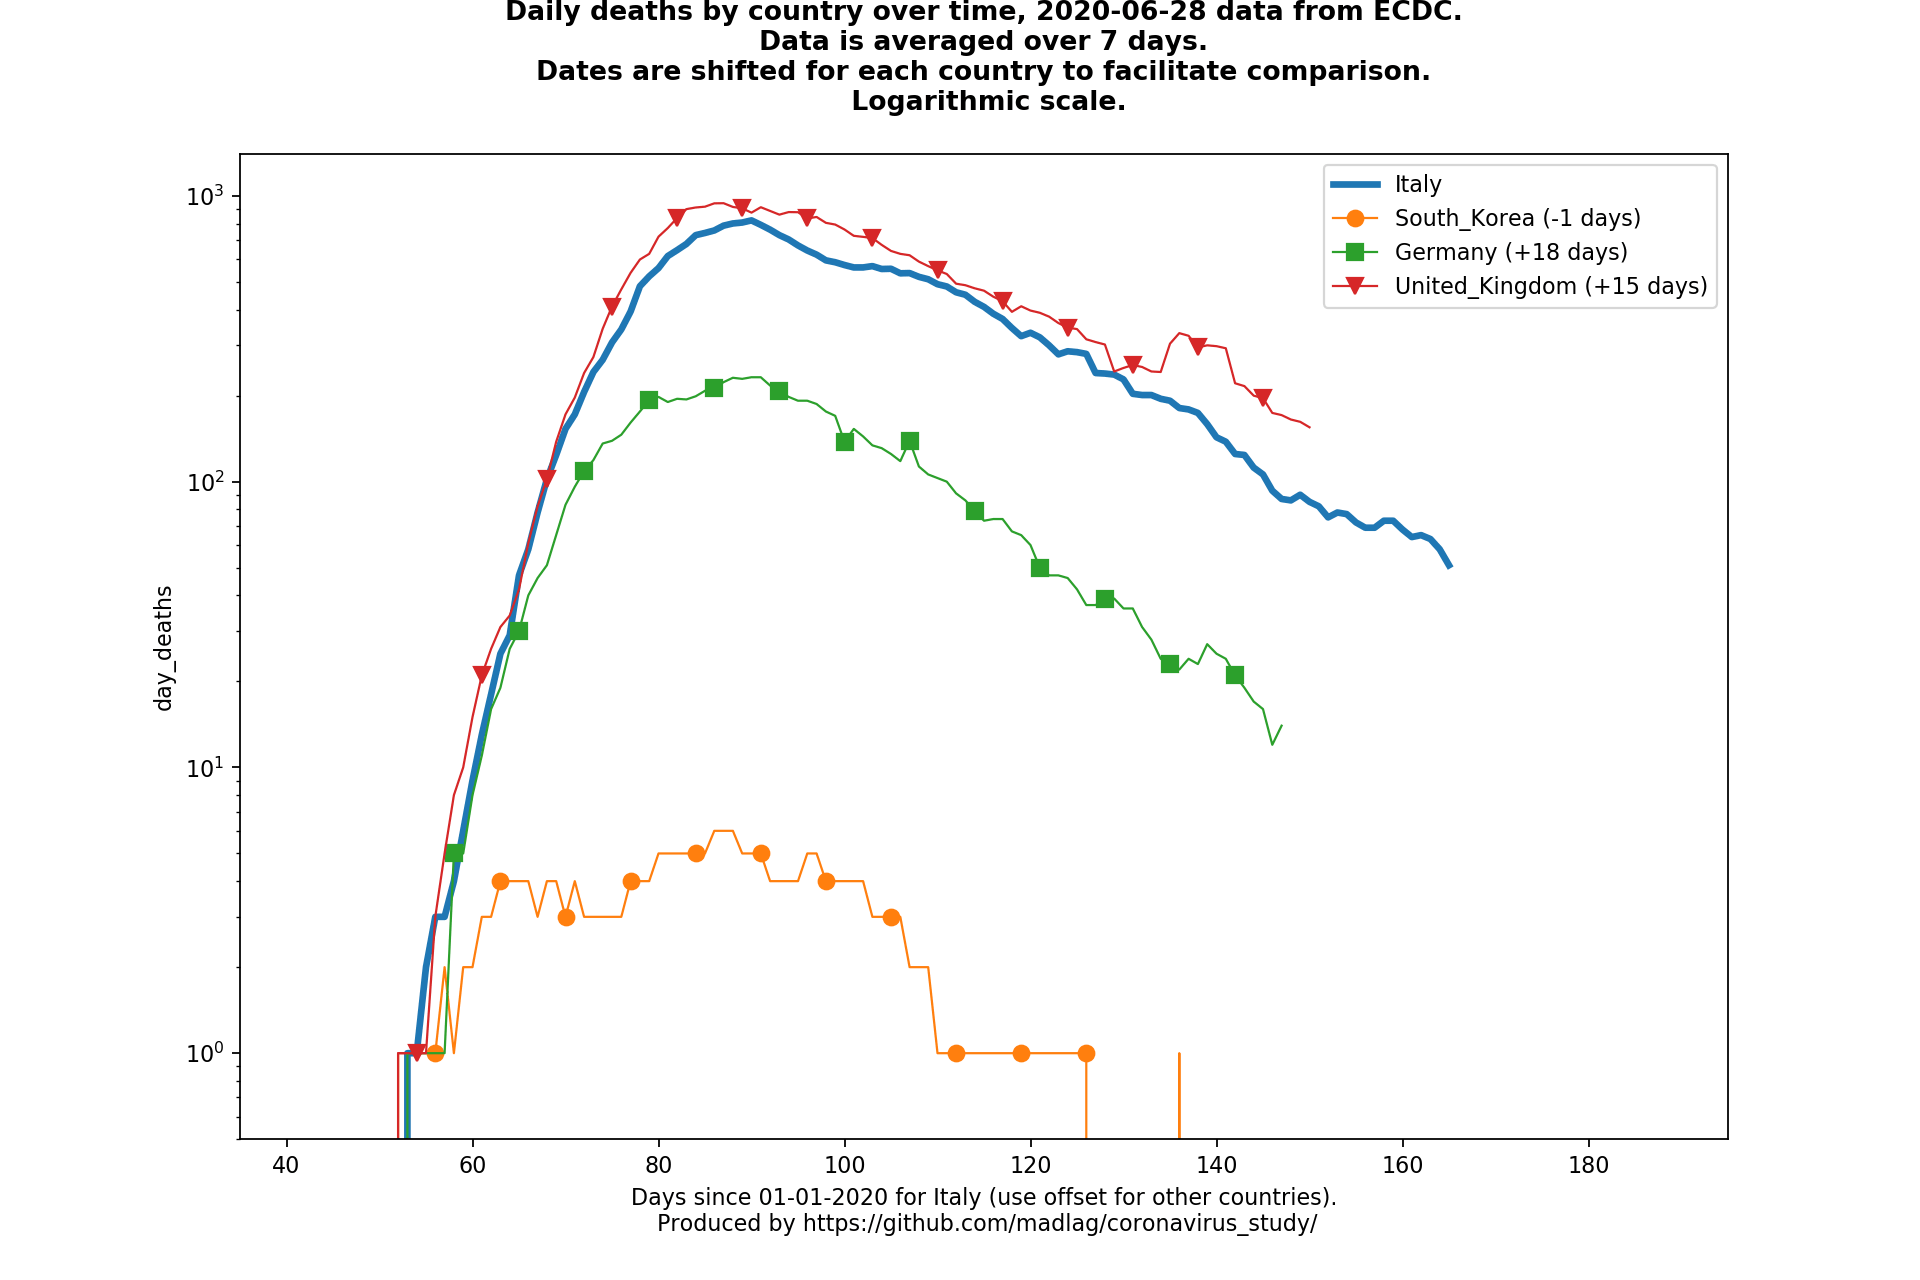 Daily deaths by country over time, 2020-06-28 data from ECDC.
Data is averaged over 7 days.
Dates are shifted for each country to facilitate comparison.
Logarithmic scale.
Italy
South_Korea (-1 days)
Germany (+18 days)
United_Kingdom (+15 days)
10³
10²
10¹
10⁰
day_deaths
40 60 80 100 120 140 160 180
Days since 01-01-2020 for Italy (use offset for other countries).
Produced by https://github.com/madlag/coronavirus_study/